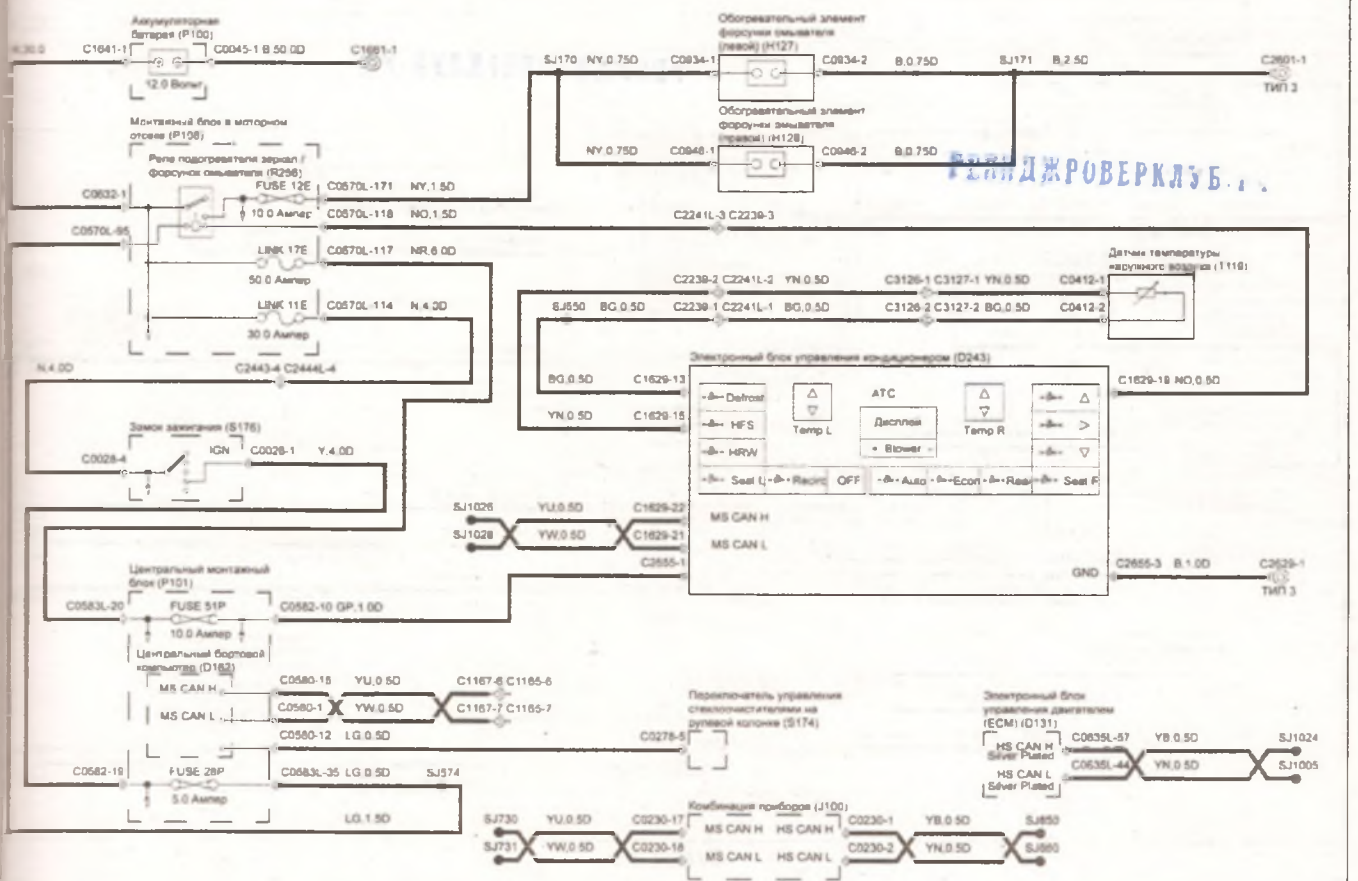 Аккумуляторная
батарея (P100)
C1641-1
C0045-1 B 50.0D
C1661-1
12.0 Вольт
Обогревательный элемент
форсунки омывателя
(левой) (H127)
SJ170 NY,0.75D C0934-1
C0934-2 B,0.75D SJ171 B,2.5D
C2601-1
ТИП 3
Обогревательный элемент
форсунки омывателя
(правой) (H128)
NY,0.75D C0946-1
C0946-2 B,0.75D
Монтажный блок в моторном
отсеке (P108)
Реле подогревателя зеркал /
форсунок омывателя (R256)
C0632-1
FUSE 12E
10.0 Ампер
C0570L-171 NY,1.5D
C0570L-118 NO,1.5D
C2241L-3 C2239-3
C0570L-95
LINK 17E
50.0 Ампер
C0570L-117 NR,6.0D
LINK 11E
30.0 Ампер
C0570L-114 N,4.0D
Датчик температуры
наружного воздуха (T119)
C2239-2 C2241L-2 YN,0.5D
C3126-1 C3127-1 YN,0.5D C0412-1
SJ550 BG,0.5D C2239-1 C2241L-1 BG,0.5D
C3126-2 C3127-2 BG,0.5D C0412-2
N,4.0D
C2443-4 C2444L-4
Электронный блок управления кондиционером (D243)
BG,0.5D C1629-13
YN,0.5D C1629-15
C1629-19 NO,0.5D
Defrost
HFS
HRW
Temp L
ATC
Дисплей
Blower
Temp R
Seat L
Recirc
OFF
Auto
Econ
Rear
Seat R
MS CAN H
MS CAN L
GND
Замок зажигания (S176)
C0028-4
IGN
C0028-1 Y,4.0D
SJ1026 YU,0.5D C1629-22
SJ1028 YW,0.5D C1629-21
C2655-1
C2655-3 B,1.0D C2629-1
ТИП 3
Центральный монтажный
блок (P101)
C0583L-20
FUSE 51P
10.0 Ампер
C0582-10 GP,1.0D
Центральный бортовой
компьютер (D162)
MS CAN H
MS CAN L
C0580-18 YU,0.5D C1167-6 C1165-6
C0580-1 YW,0.5D C1167-7 C1165-7
C0580-12 LG,0.5D
C0278-5
Переключатель управления
стеклоочистителями на
рулевой колонке (S174)
Электронный блок
управления двигателем
(ECM) (D131)
HS CAN H
Silver Plated
HS CAN L
Silver Plated
C0635L-57 YB,0.5D SJ1024
C0635L-44 YN,0.5D SJ1005
C0582-19
FUSE 28P
5.0 Ампер
C0583L-35 LG,0.5D SJ574
LG,1.5D
Комбинация приборов (J100)
SJ730 YU,0.5D C0230-17
SJ731 YW,0.5D C0230-18
MS CAN H HS CAN H
MS CAN L HS CAN L
C0230-1 YB,0.5D
C0230-2 YN,0.5D